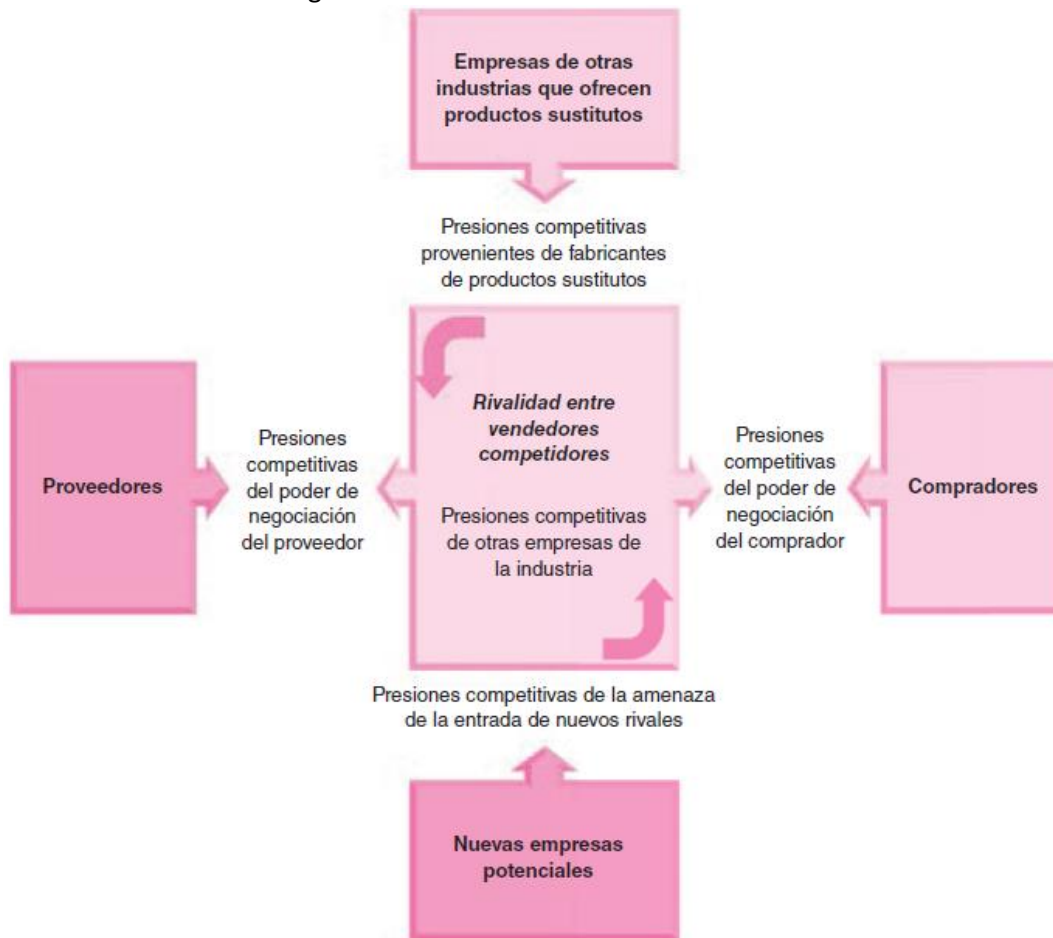 Empresas de otras
industrias que ofrecen
productos sustitutos
Presiones competitivas
provenientes de fabricantes
de productos sustitutos
Proveedores
Presiones
competitivas
del poder de
negociación
del proveedor
Rivalidad entre
vendedores
competidores
Presiones competitivas
de otras empresas de
la industria
Presiones
competitivas
del poder de
negociación
del comprador
Compradores
Presiones competitivas de la amenaza
de la entrada de nuevos rivales
Nuevas empresas
potenciales